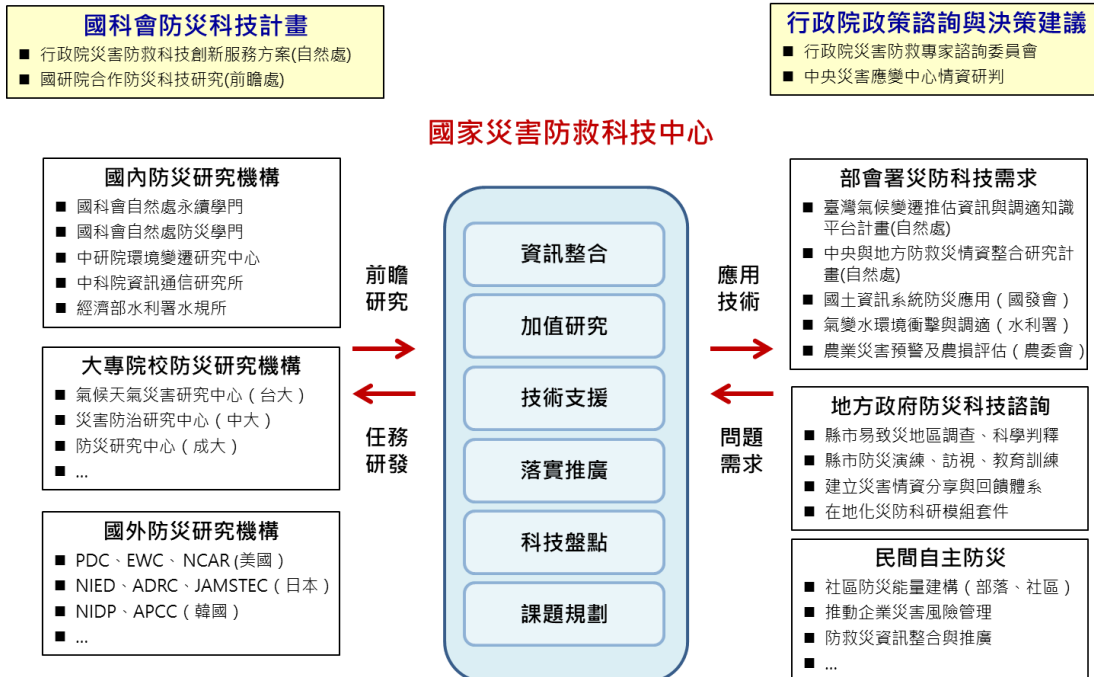 國科會防災科技計畫
■ 行政院災害防救科技創新服務方案(自然處)
■ 國研院合作防災科技研究(前瞻處)
行政院政策諮詢與決策建議
■ 行政院災害防救專家諮詢委員會
■ 中央災害應變中心情資研判
國家災害防救科技中心
國內防災研究機構
■ 國科會自然處永續學門
■ 國科會自然處防災學門
■ 中研院環境變遷研究中心
■ 中科院資訊通信研究所
■ 經濟部水利署水規所
大專院校防災研究機構
■ 氣候天氣災害研究中心（台大）
■ 災害防治研究中心（中大）
■ 防災研究中心（成大）
■ ...
國外防災研究機構
■ PDC、EWC、NCAR (美國）
■ NIED、ADRC、JAMSTEC（日本）
■ NIDP、APCC（韓國）
■ ...
前瞻
研究
任務
研發
資訊整合
加值研究
技術支援
落實推廣
科技盤點
課題規劃
應用
技術
問題
需求
部會署災防科技需求
■ 臺灣氣候變遷推估資訊與調適知識
平台計畫(自然處)
■ 中央與地方防救災情資整合研究計
畫(自然處)
■ 國土資訊系統防災應用（國發會）
■ 氣變水環境衝擊與調適（水利署）
■ 農業災害預警及農損評估（農委會）
地方政府防災科技諮詢
■ 縣市易致災地區調查、科學判釋
■ 縣市防災演練、訪視、教育訓練
■ 建立災害情資分享與回饋體系
■ 在地化災防科研模組套件
民間自主防災
■ 社區防災能量建構（部落、社區）
■ 推動企業災害風險管理
■ 防救災資訊整合與推廣
■ ...